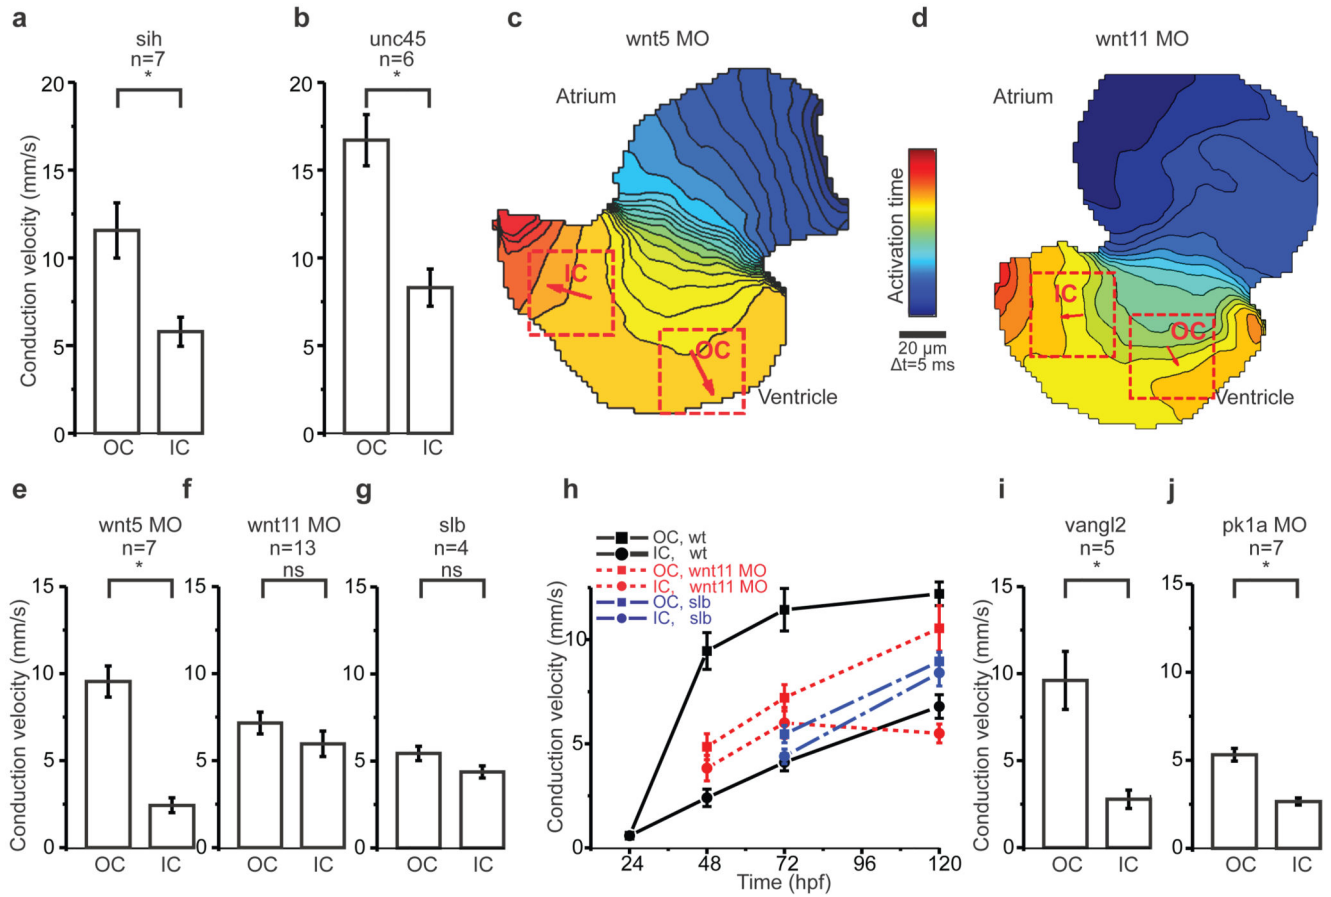 a
sih
n=7
*
Conduction velocity (mm/s)
20
15
10
5
0
OC IC
b
unc45
n=6
*
20
15
10
5
0
OC IC
c
wnt5 MO
Atrium
IC
OC
Ventricle
Activation time
20 µm
Δt=5 ms
d
wnt11 MO
Atrium
IC
OC
Ventricle
e
wnt5 MO
n=7
*
Conduction velocity (mm/s)
15
10
5
0
OC IC
f
wnt11 MO
n=13
ns
15
10
5
0
OC IC
g
slb
n=4
ns
15
10
5
0
OC IC
h
OC, wt
IC, wt
OC, wnt11 MO
IC, wnt11 MO
OC, slb
IC, slb
Conduction velocity (mm/s)
10
5
0
24 48 72 96 120
Time (hpf)
i
vangl2
n=5
*
Conduction velocity (mm/s)
15
10
5
0
OC IC
j
pk1a MO
n=7
*
15
10
5
0
OC IC